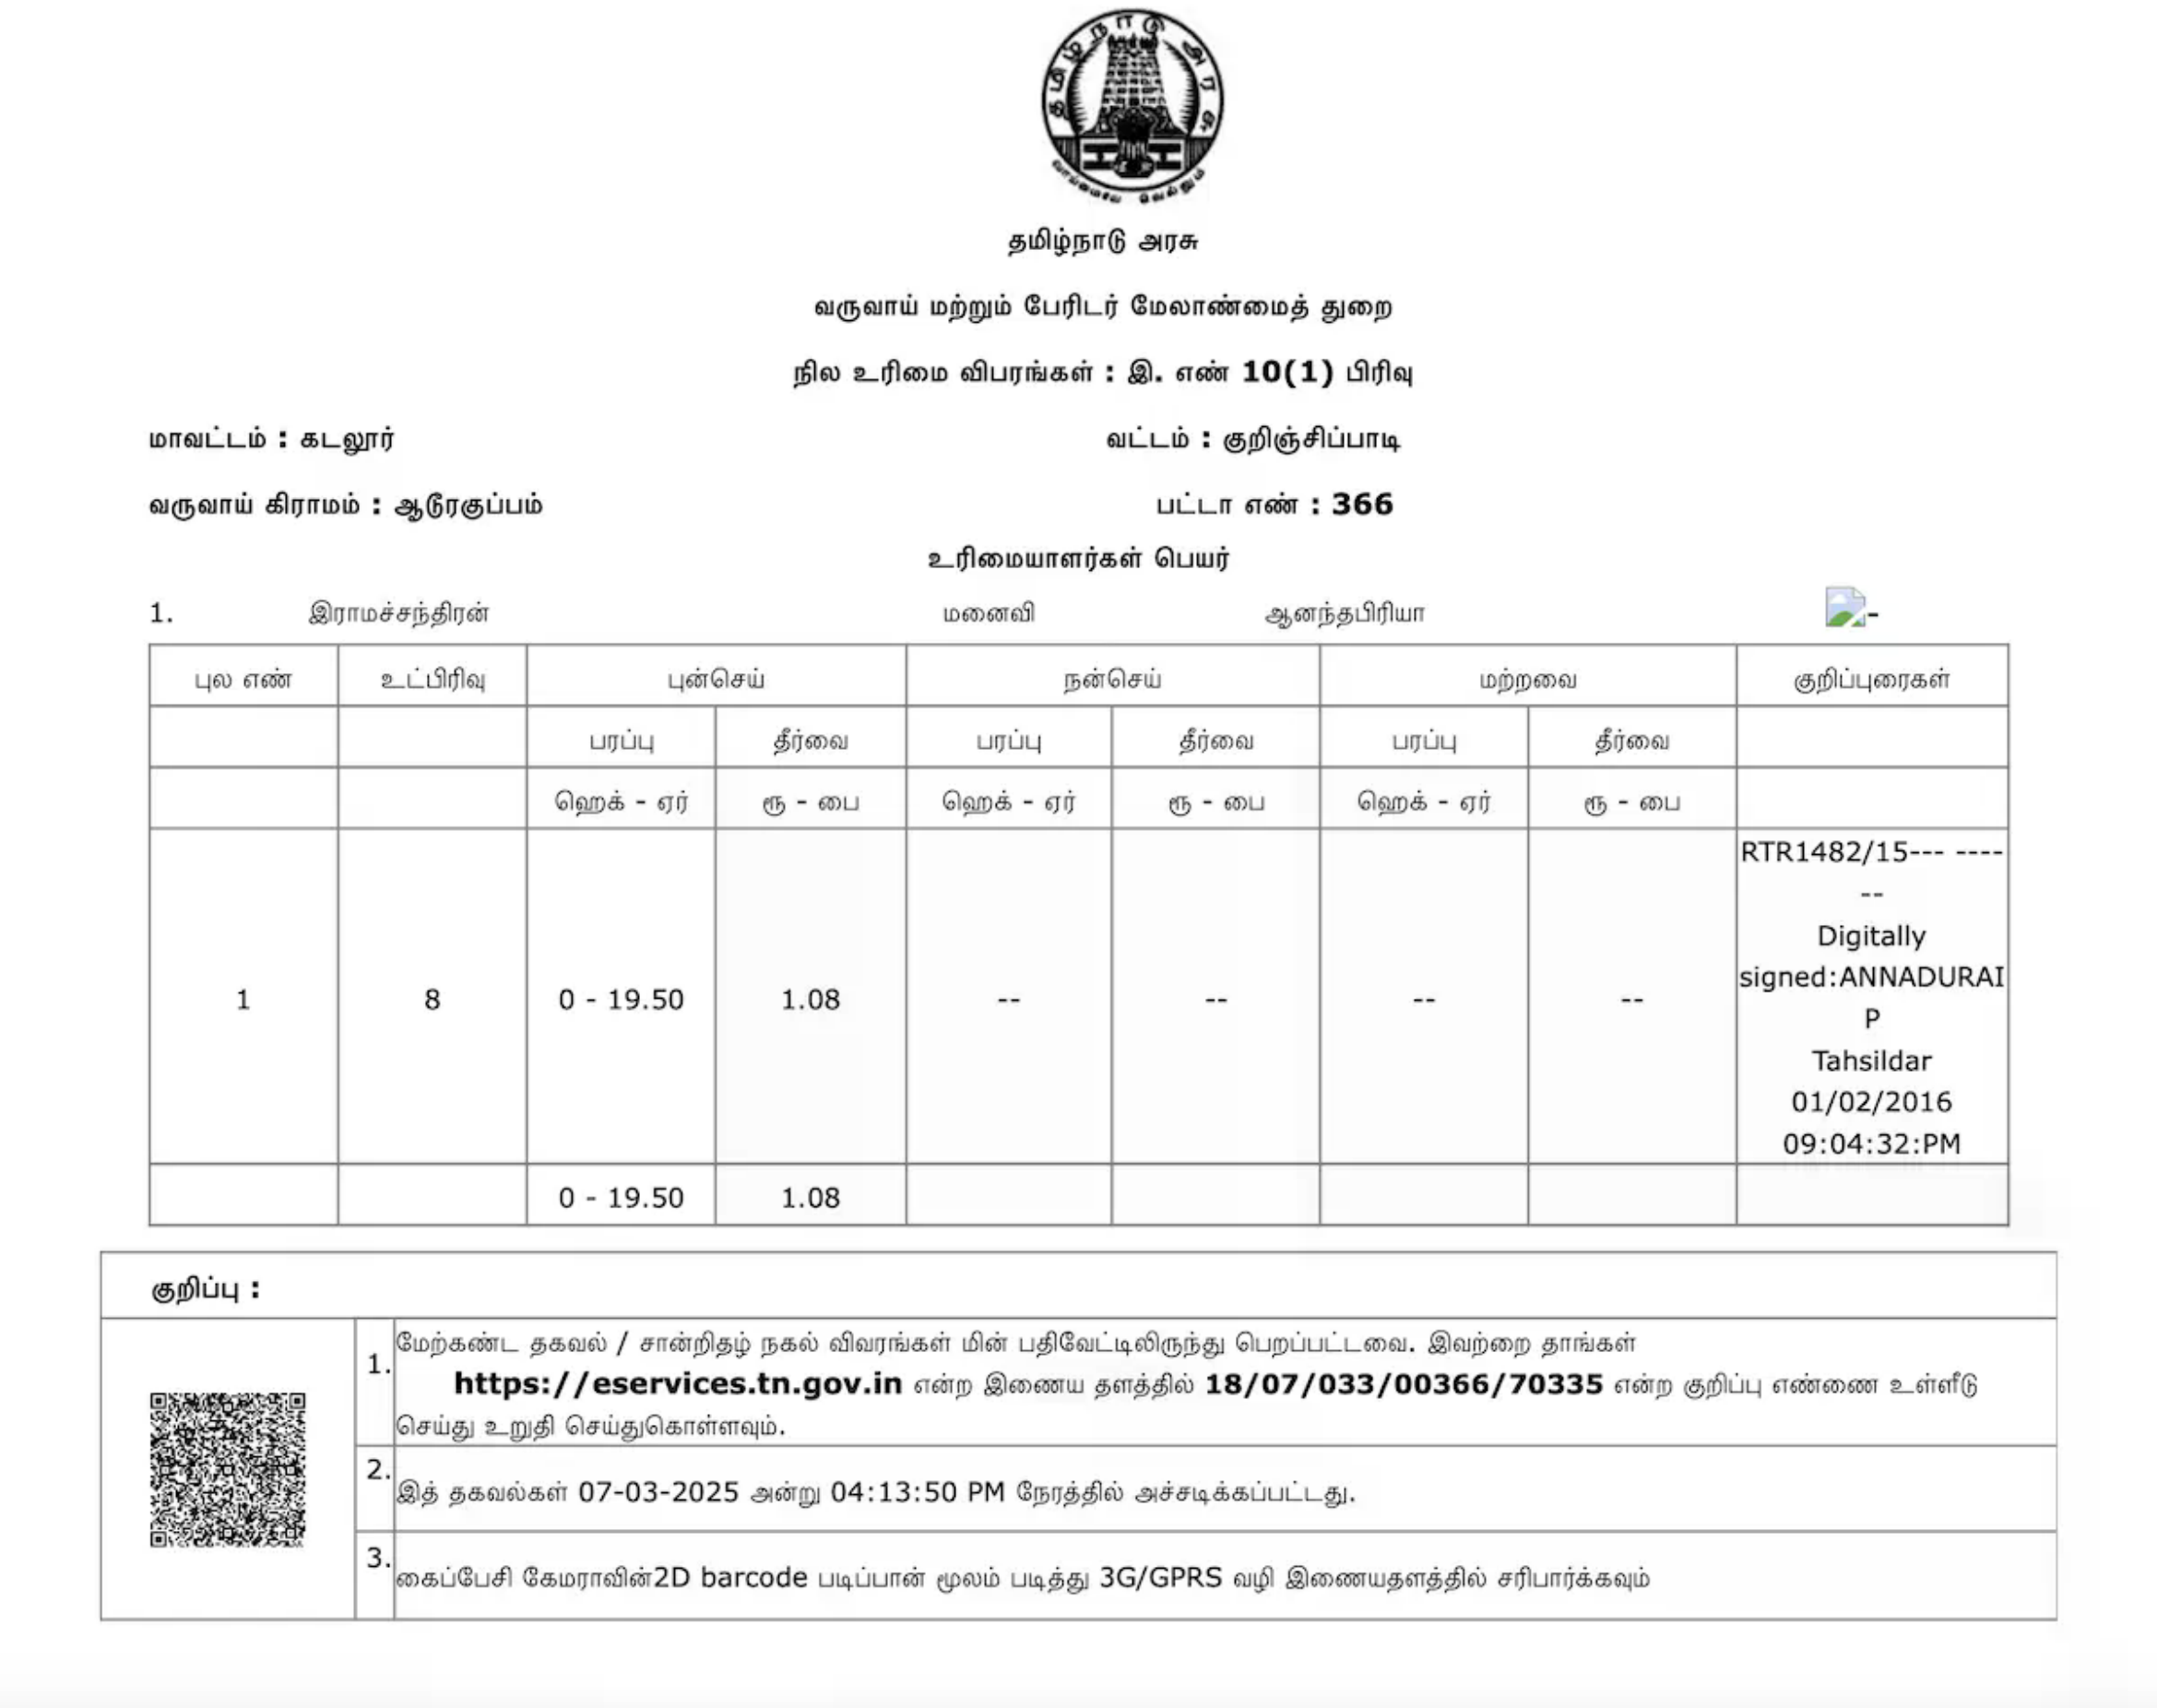 தமிழ்நாடு அரசு
வாய்மையே வெல்லும்
தமிழ்நாடு அரசு
வருவாய் மற்றும் பேரிடர் மேலாண்மைத் துறை
நில உரிமை விபரங்கள் : இ. எண் 10(1) பிரிவு
மாவட்டம் : கடலூர் வட்டம் : குறிஞ்சிப்பாடி
வருவாய் கிராமம் : ஆடூரகுப்பம் பட்டா எண் : 366
உரிமையாளர்கள் பெயர்
1. இராமச்சந்திரன் மனைவி ஆனந்தபிரியா -
புல எண் உட்பிரிவு புன்செய் நன்செய் மற்றவை குறிப்புரைகள்
பரப்பு தீர்வை பரப்பு தீர்வை பரப்பு தீர்வை
ஹெக் - ஏர் ரூ - பை ஹெக் - ஏர் ரூ - பை ஹெக் - ஏர் ரூ - பை
1 8 0 - 19.50 1.08 -- -- -- --
RTR1482/15--- ----
--
Digitally
signed:ANNADURAI
P
Tahsildar
01/02/2016
09:04:32:PM
0 - 19.50 1.08
குறிப்பு :
1. மேற்கண்ட தகவல் / சான்றிதழ் நகல் விவரங்கள் மின் பதிவேட்டிலிருந்து பெறப்பட்டவை. இவற்றை தாங்கள்
https://eservices.tn.gov.in என்ற இணைய தளத்தில் 18/07/033/00366/70335 என்ற குறிப்பு எண்ணை உள்ளீடு
செய்து உறுதி செய்துகொள்ளவும்.
2. இத் தகவல்கள் 07-03-2025 அன்று 04:13:50 PM நேரத்தில் அச்சடிக்கப்பட்டது.
3. கைப்பேசி கேமராவின்2D barcode படிப்பான் மூலம் படித்து 3G/GPRS வழி இணையதளத்தில் சரிபார்க்கவும்